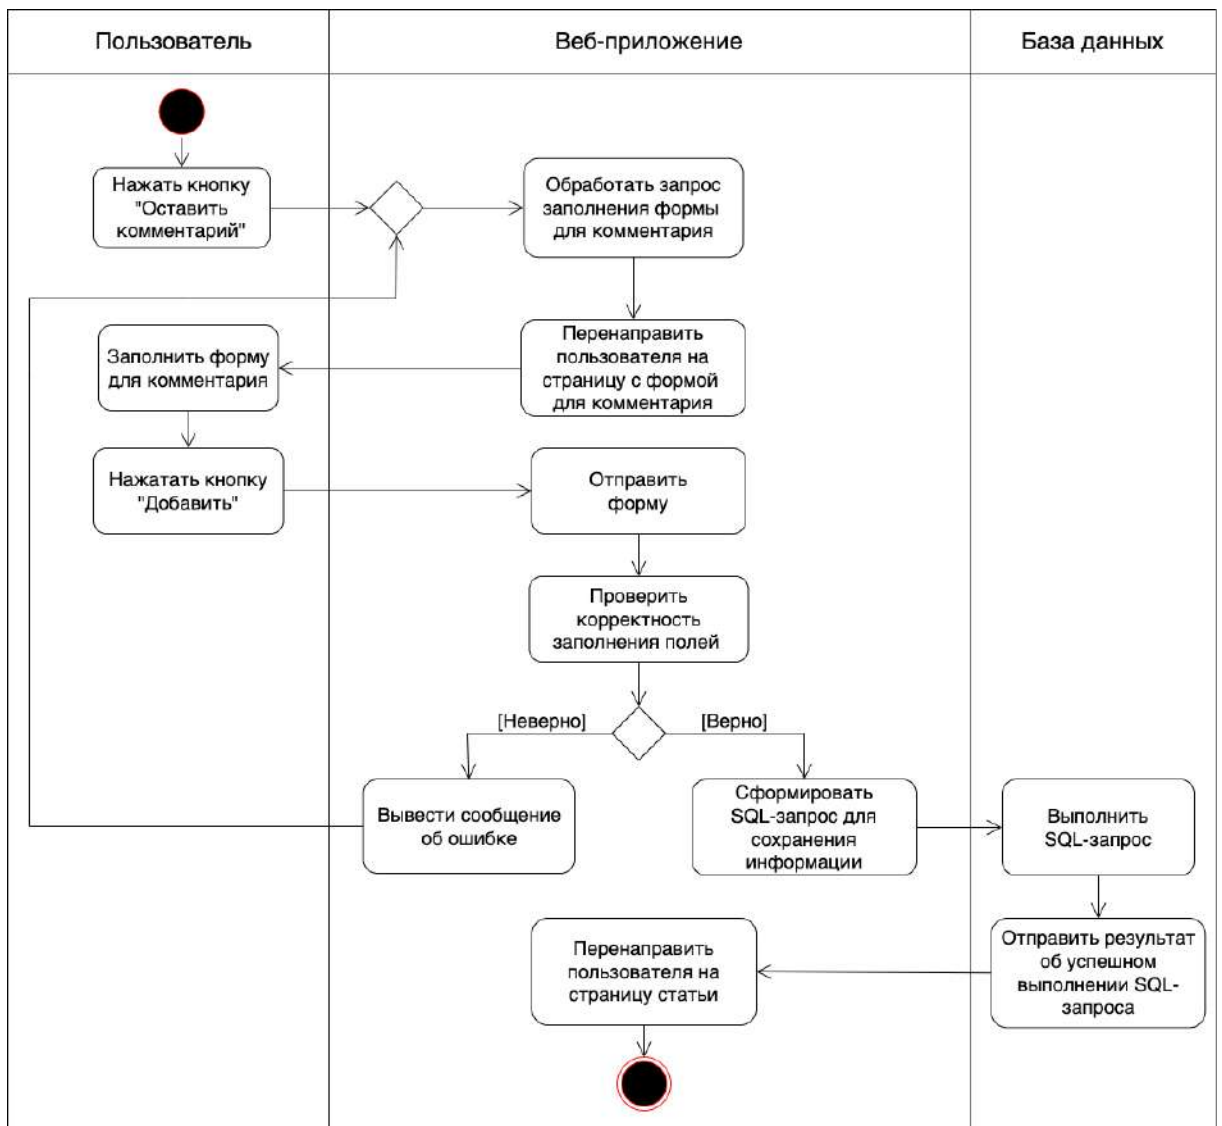 Пользователь
Веб-приложение
База данных
Нажать кнопку
"Оставить
комментарий"
Обработать запрос
заполнения формы
для комментария
Заполнить форму
для комментария
Перенаправить
пользователя на
страницу с формой
для комментария
Нажатать кнопку
"Добавить"
Отправить
форму
Проверить
корректность
заполнения полей
[Неверно]
[Верно]
Вывести сообщение
об ошибке
Сформировать
SQL-запрос для
сохранения
информации
Выполнить
SQL-запрос
Перенаправить
пользователя на
страницу статьи
Отправить результат
об успешном
выполнении SQL-
запроса